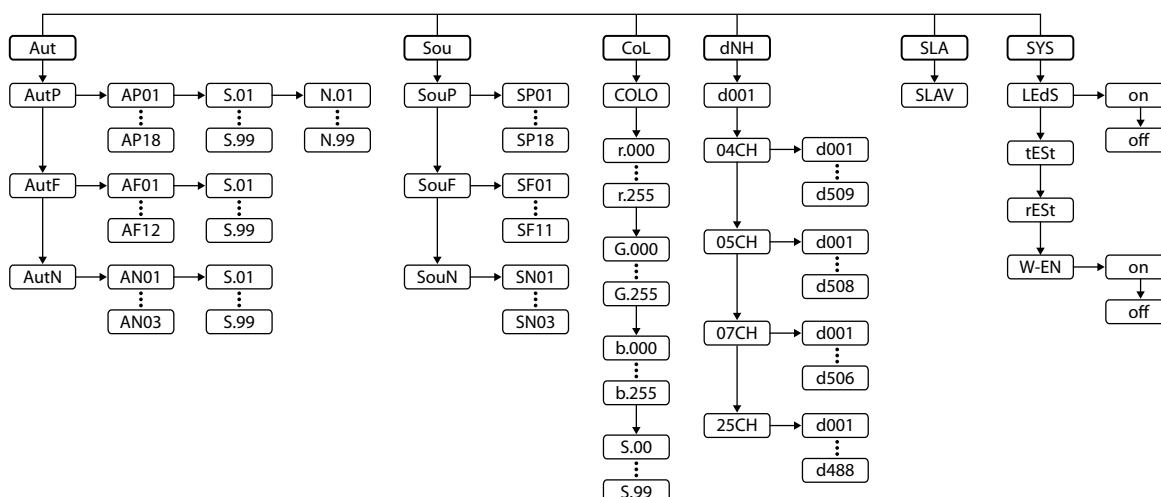 Aut Sou CoL dNH SLA SYS
AutP AP01 S.01 N.01 SouP SP01 COLO d001 SLAV LEdS on
AP18 S.99 N.99 SP18 off
r.000 04CH d001 tESt
AutF AF01 S.01 SouF SF01 r.255 d509
AF12 S.99 SF11 rESt
G.000 05CH d001
AutN AN01 S.01 SouN SN01 W-EN on
G.255 d508
AN03 S.99 SN03 off
b.000 07CH d001
b.255 d506
S.00 25CH d001
S.99 d488